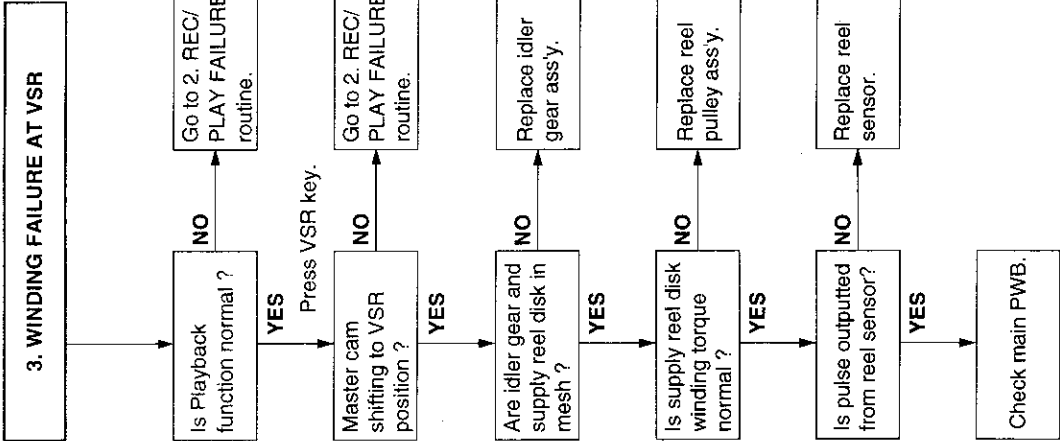 3. WINDING FAILURE AT VSR
Is Playback
function normal ?
NO
Go to 2. REC/
PLAY FAILURE
routine.
YES
Press VSR key.
Master cam
shifting to VSR
position ?
NO
Go to 2. REC/
PLAY FAILURE
routine.
YES
Are idler gear and
supply reel disk in
mesh ?
NO
Replace idler
gear ass'y.
YES
Is supply reel disk
winding torque
normal ?
NO
Replace reel
pulley ass'y.
YES
Is pulse outputted
from reel sensor?
NO
Replace reel
sensor.
YES
Check main PWB.